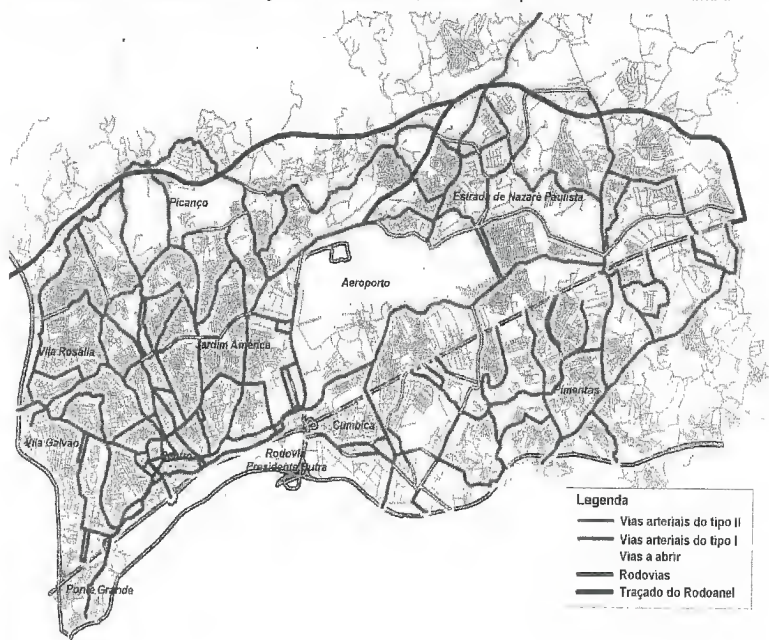 Picanço
Estrada de Nazaré Paulista
Aeroporto
Vila Rosália
Jardim América
Pimentas
Cumbica
Vila Galvão
Centro
Rodovia
Presidente Dutra
Ponte Grande
Legenda
Vias arteriais do tipo II
Vias arteriais do tipo I
Vias a abrir
Rodovias
Traçado do Rodoanel